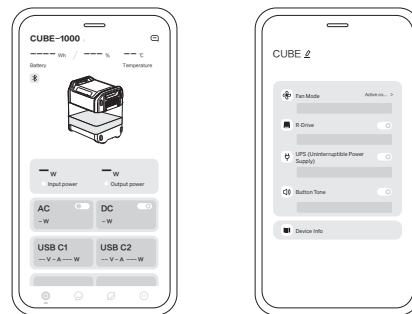 CUBE-1000
---- Wh / --- % -- ℃
Battery Temperature
— W — W
Input power Output power
AC DC
– W – W
USB C1 USB C2
-- V – A --- W -- V – A --- W
CUBE
Fan Mode Active co... >
R-Drive
UPS (Uninterruptible Power
Supply)
Button Tone
Device Info